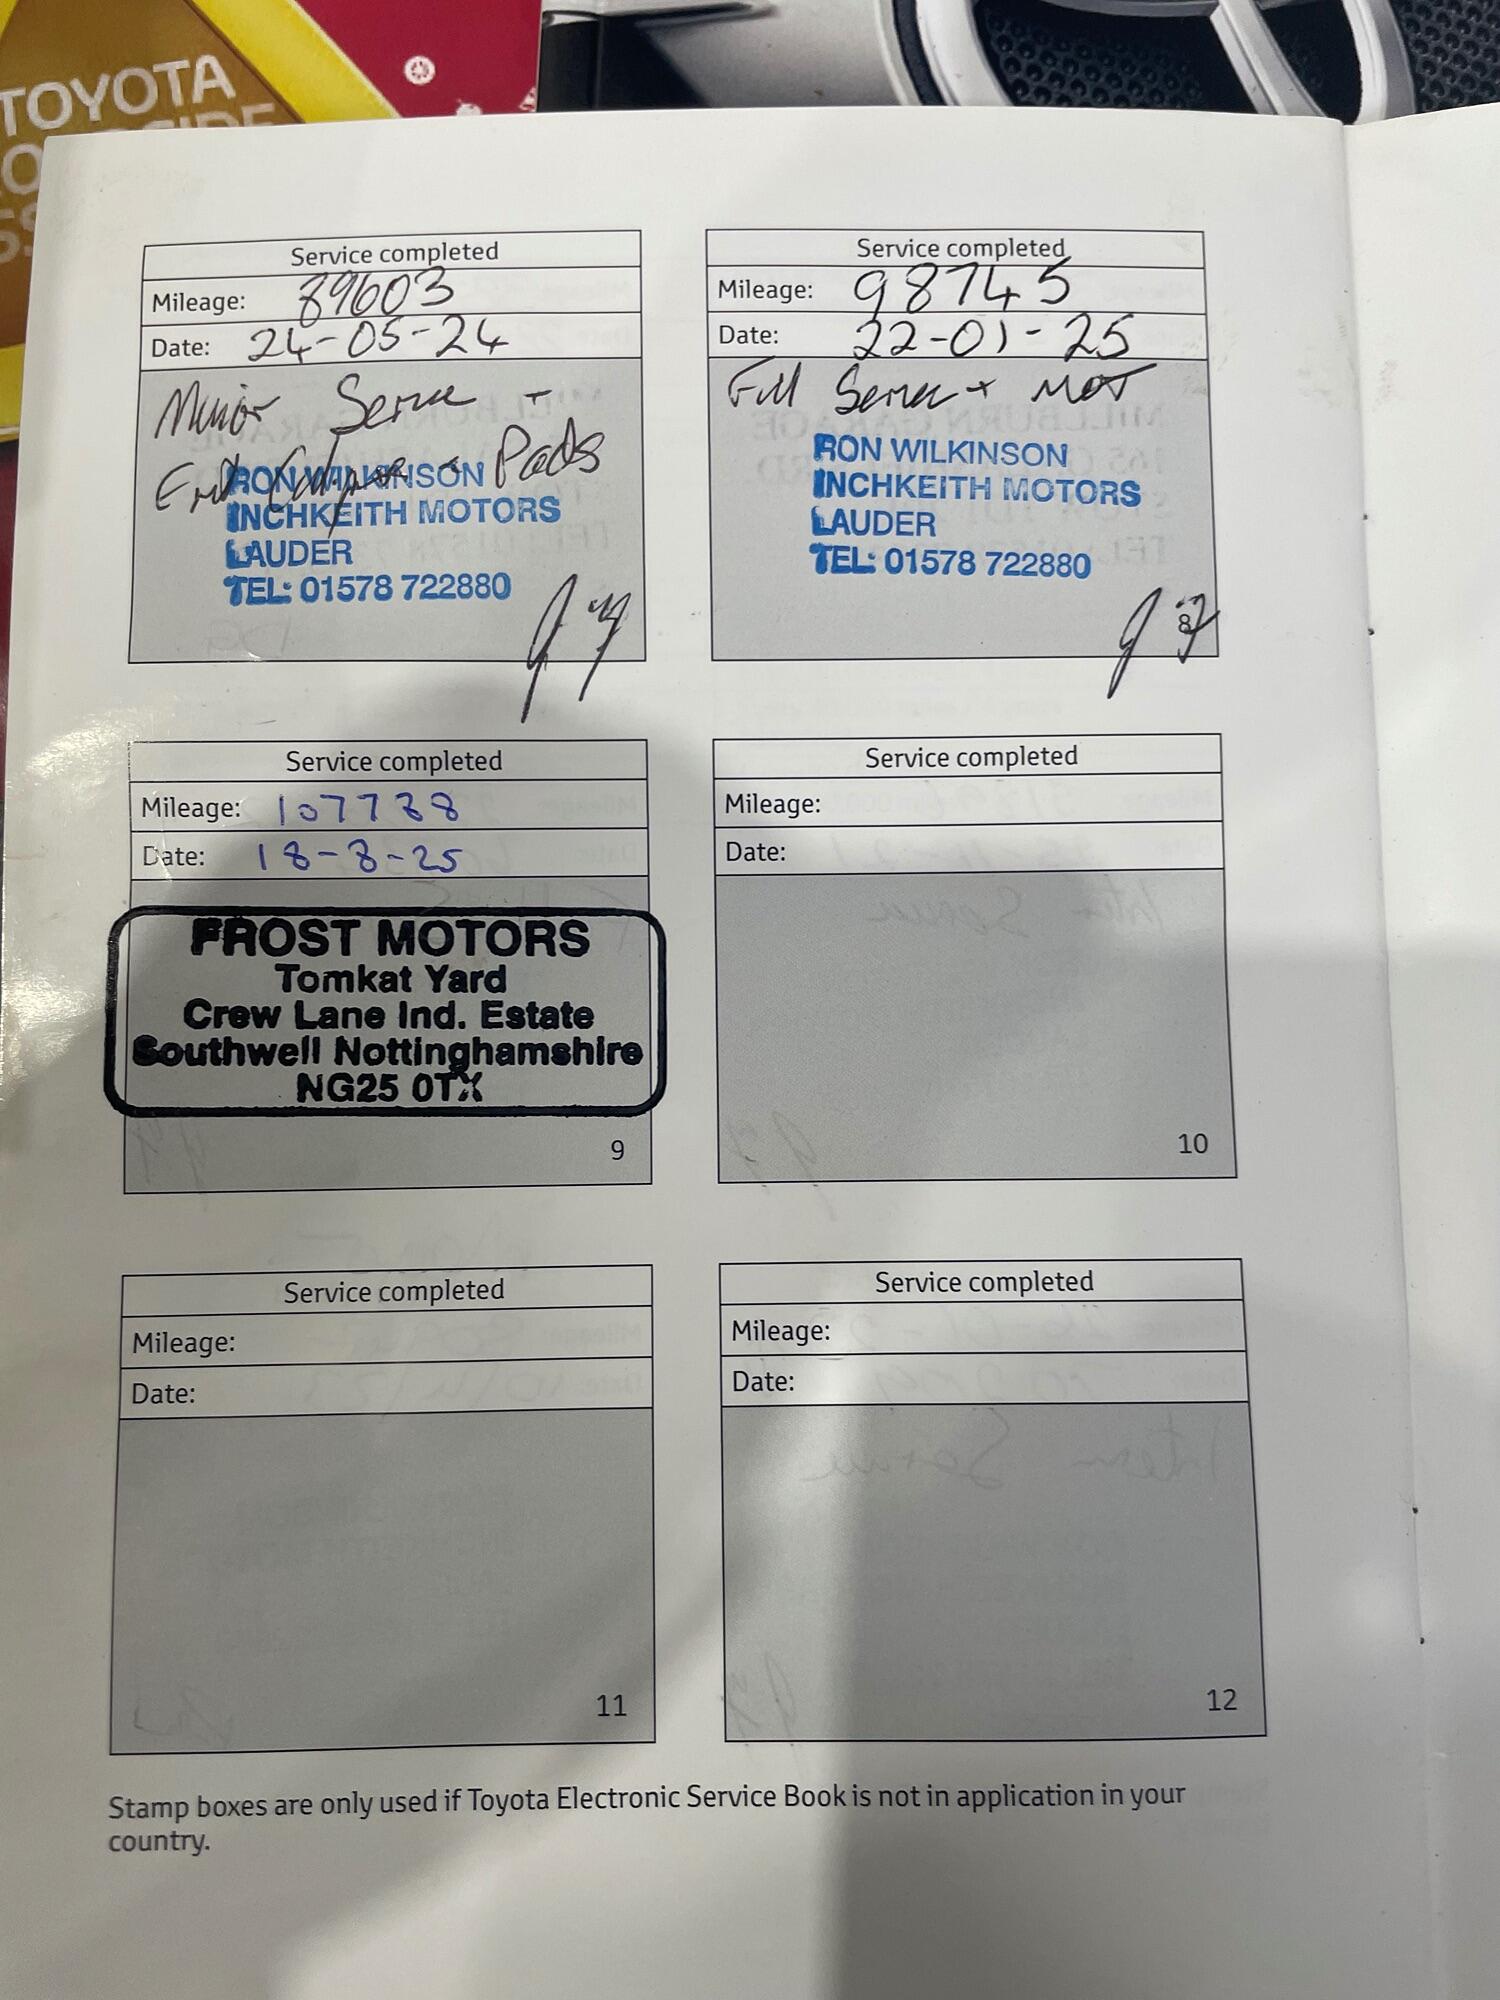 TOYOTA
Service completed
Mileage: 89603
Date: 24-05-24
Minor Service +
Pads
RON WILKINSON
INCHKEITH MOTORS
LAUDER
TEL: 01578 722880
Service completed
Mileage: 98745
Date: 22-01-25
Full Service + MOT
RON WILKINSON
INCHKEITH MOTORS
LAUDER
TEL: 01578 722880
8
Service completed
Mileage: 107788
Date: 18-8-25
FROST MOTORS
Tomkat Yard
Crew Lane Ind. Estate
Southwell Nottinghamshire
NG25 0TX
9
Service completed
Mileage:
Date:
10
Service completed
Mileage:
Date:
11
Service completed
Mileage:
Date:
12
Stamp boxes are only used if Toyota Electronic Service Book is not in application in your
country.